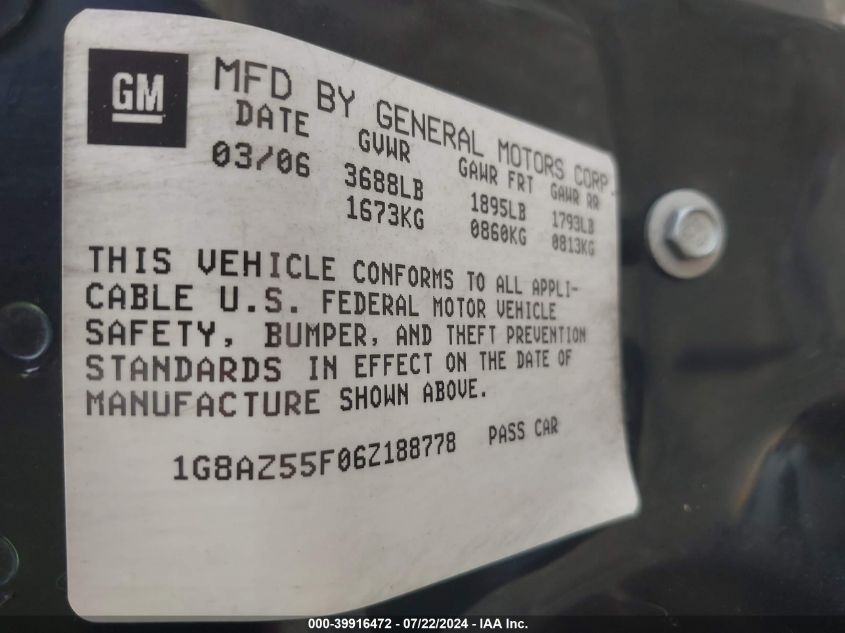 GM
MFD BY GENERAL MOTORS CORP.
DATE GVWR GAWR FRT GAWR RR
03/06 3688LB 1895LB 1793LB
1673KG 0860KG 0813KG
THIS VEHICLE CONFORMS TO ALL APPLI-
CABLE U.S. FEDERAL MOTOR VEHICLE
SAFETY, BUMPER, AND THEFT PREVENTION
STANDARDS IN EFFECT ON THE DATE OF
MANUFACTURE SHOWN ABOVE.
1G8AZ55F06Z188778 PASS CAR
000-39916472 - 07/22/2024 - IAA Inc.